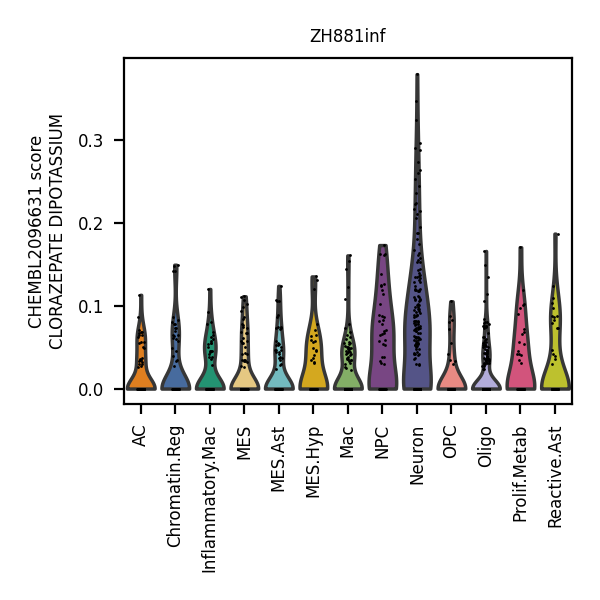 ZH881inf
CHEMBL2096631 score
CLORAZEPATE DIPOTASSIUM
0.3
0.2
0.1
0.0
AC
Chromatin.Reg
Inflammatory.Mac
MES
MES.Ast
MES.Hyp
Mac
NPC
Neuron
OPC
Oligo
Prolif.Metab
Reactive.Ast